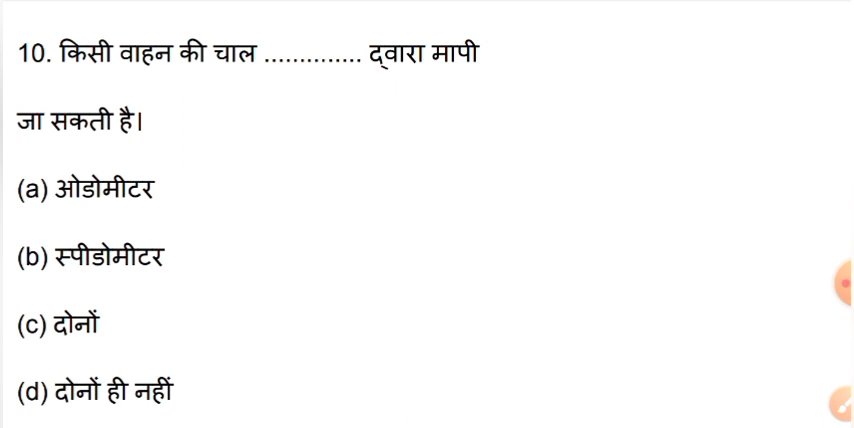 10. किसी वाहन की चाल .............. द्वारा मापी
जा सकती है।
(a) ओडोमीटर
(b) स्पीडोमीटर
(c) दोनों
(d) दोनों ही नहीं